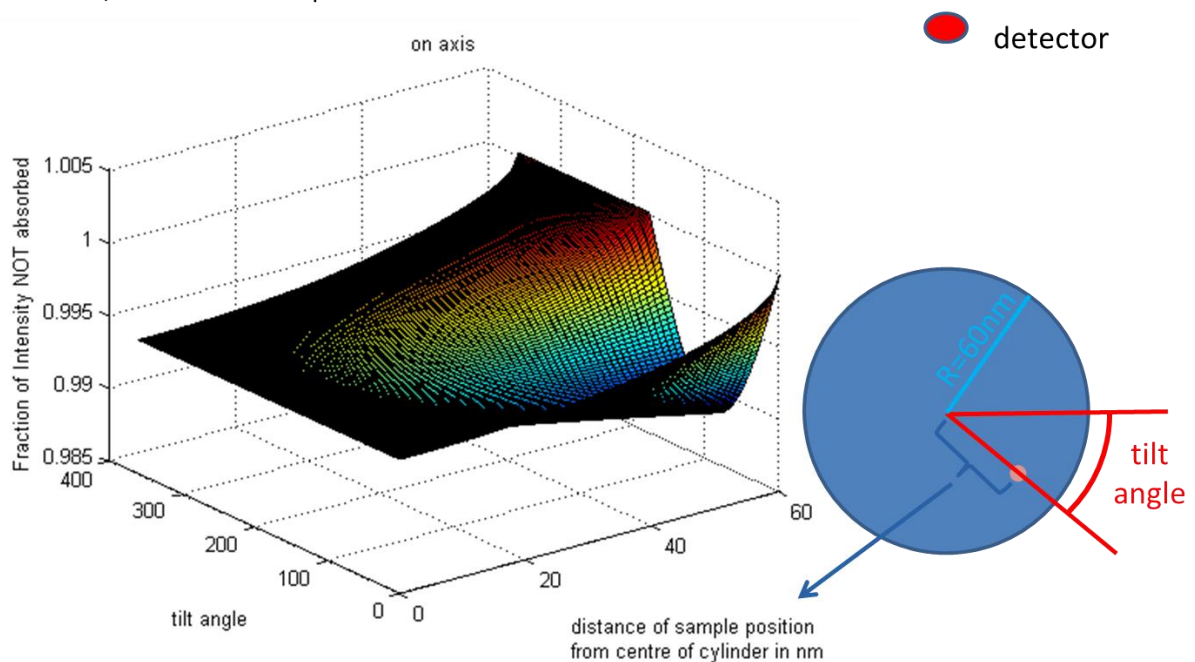 on axis
detector
Fraction of Intensity NOT absorbed
1.005
1
0.995
0.99
0.985
400
300
200
100
0
0
20
40
60
tilt angle
distance of sample position
from centre of cylinder in nm
R=60nm
tilt
angle